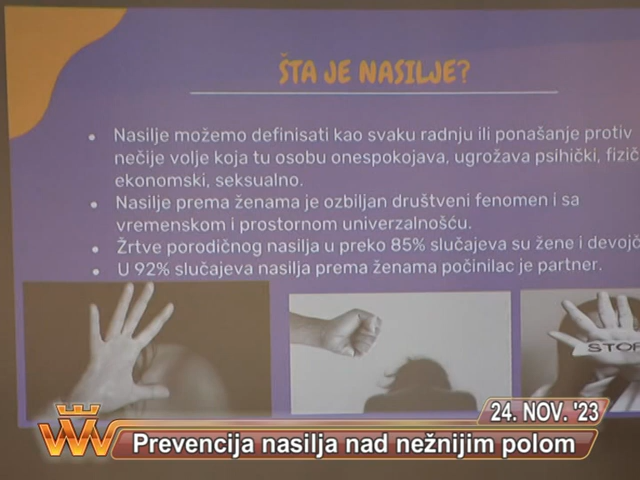 ŠTA JE NASILJE?
• Nasilje možemo definisati kao svaku radnju ili ponašanje protiv
nečije volje koja tu osobu onespokojava, ugrožava psihički,
ekonomski, seksualno.
• Nasilje prema ženama je ozbiljan društveni fenomen i sa
vremenskom i prostornom univerzalnošću.
• Žrtve porodičnog nasilja u preko 85% slučajeva su žene i
• U 92% slučajeva nasilja prema ženama počinilac je partner.
STOP
24. NOV. '23
Prevencija nasilja nad nežnijim polom